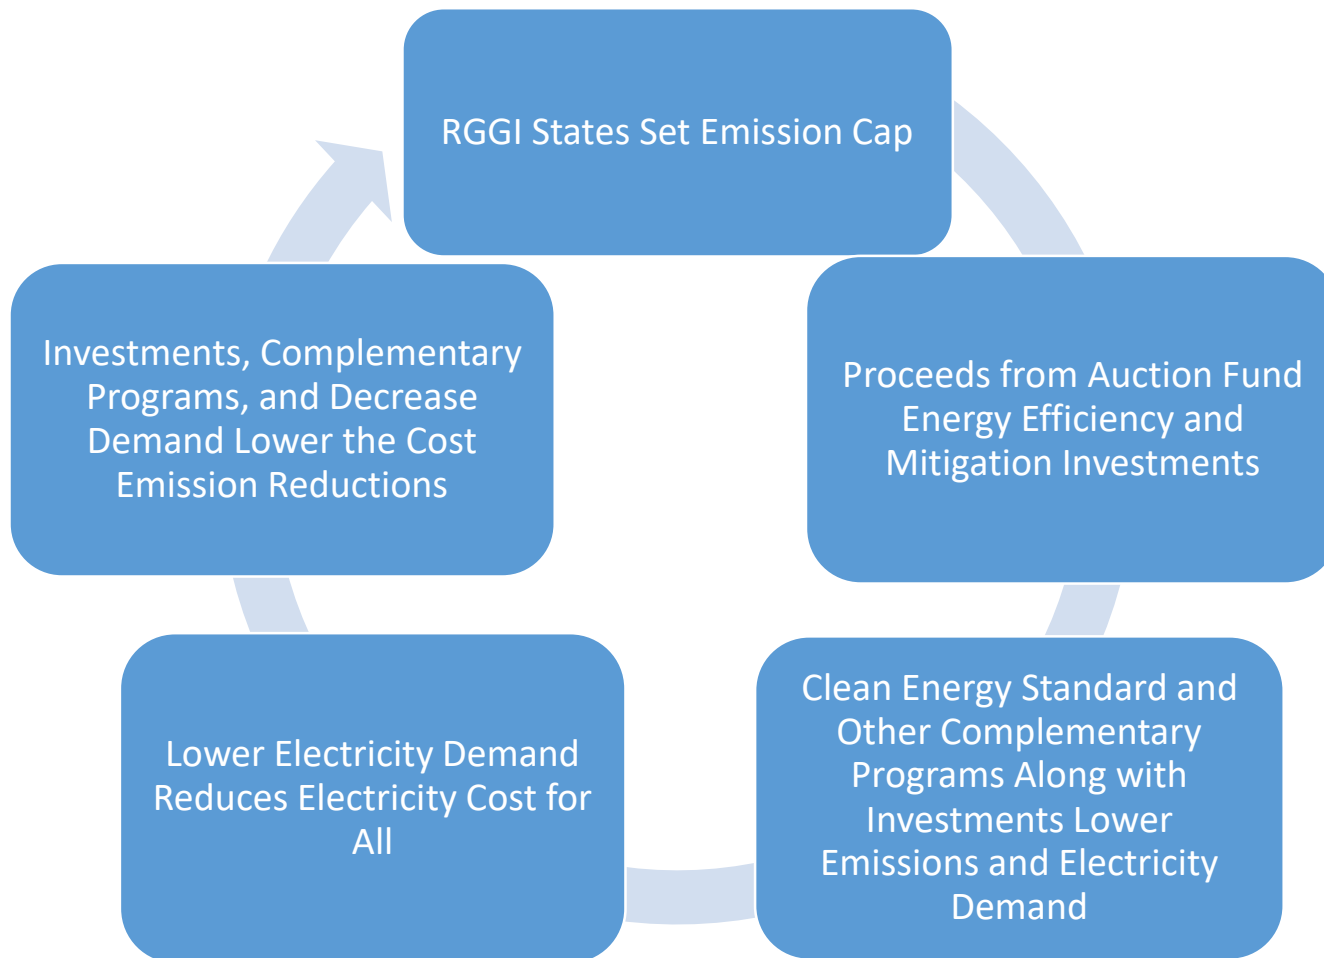 RGGI States Set Emission Cap
Proceeds from Auction Fund
Energy Efficiency and
Mitigation Investments
Clean Energy Standard and
Other Complementary
Programs Along with
Investments Lower
Emissions and Electricity
Demand
Lower Electricity Demand
Reduces Electricity Cost for
All
Investments, Complementary
Programs, and Decrease
Demand Lower the Cost
Emission Reductions